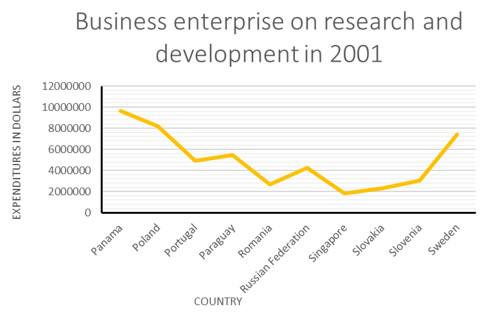 Business enterprise on research and
development in 2001
EXPENDITURES IN DOLLARS
12000000
10000000
8000000
6000000
4000000
2000000
0
Panama
Poland
Portugal
Paraguay
Romania
Russian Federation
Singapore
Slovakia
Slovenia
Sweden
COUNTRY